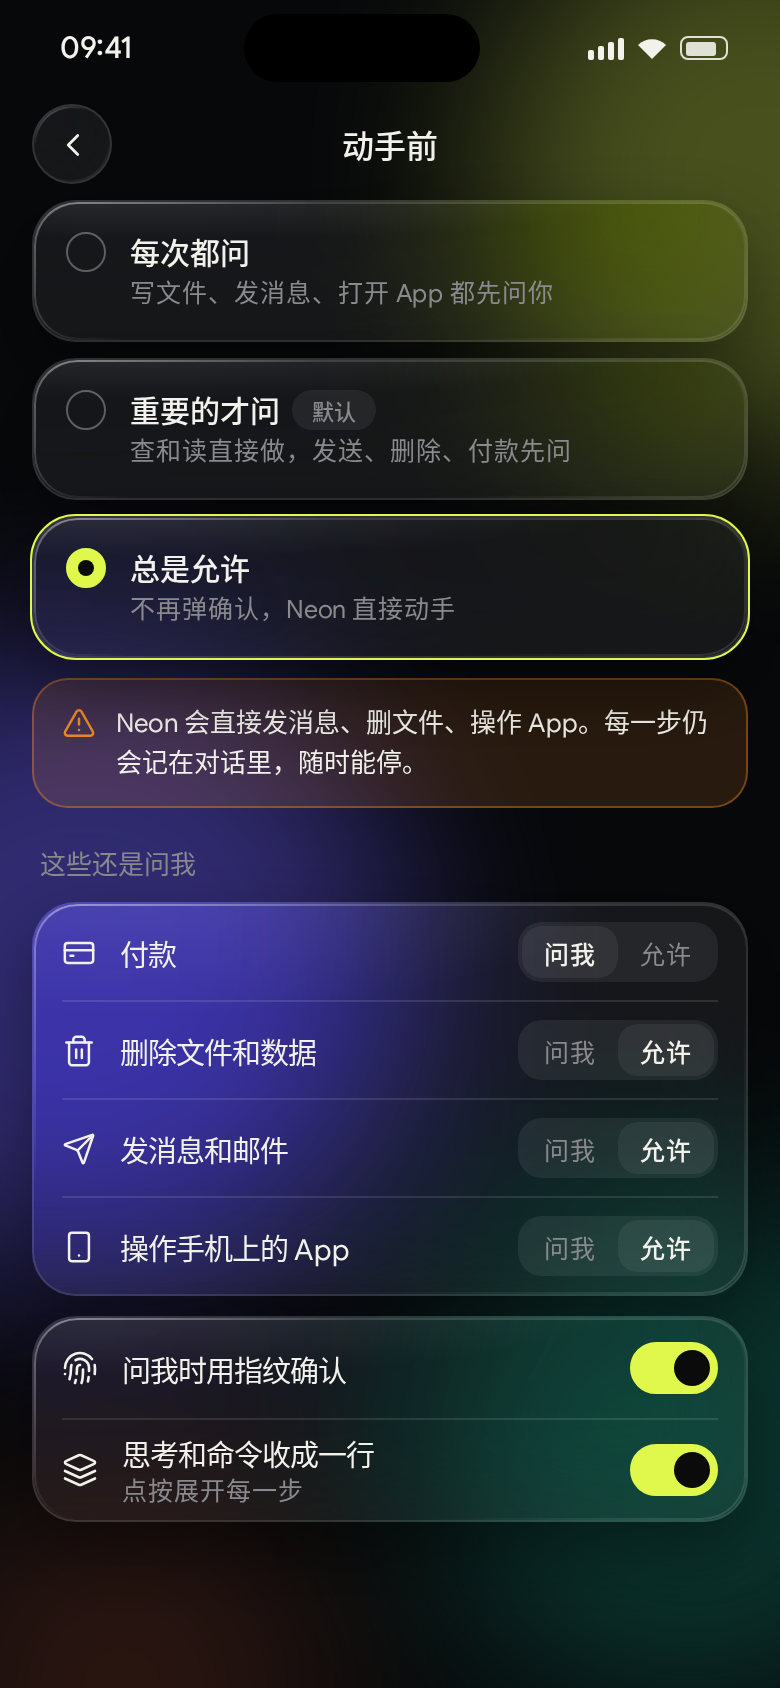 09:41
动手前
每次都问
写文件、发消息、打开 App 都先问你
重要的才问 默认
查和读直接做，发送、删除、付款先问
总是允许
不再弹确认，Neon 直接动手
Neon 会直接发消息、删文件、操作 App。每一步仍
会记在对话里，随时能停。
这些还是问我
付款 问我 允许
删除文件和数据 问我 允许
发消息和邮件 问我 允许
操作手机上的 App 问我 允许
问我时用指纹确认
思考和命令收成一行
点按展开每一步